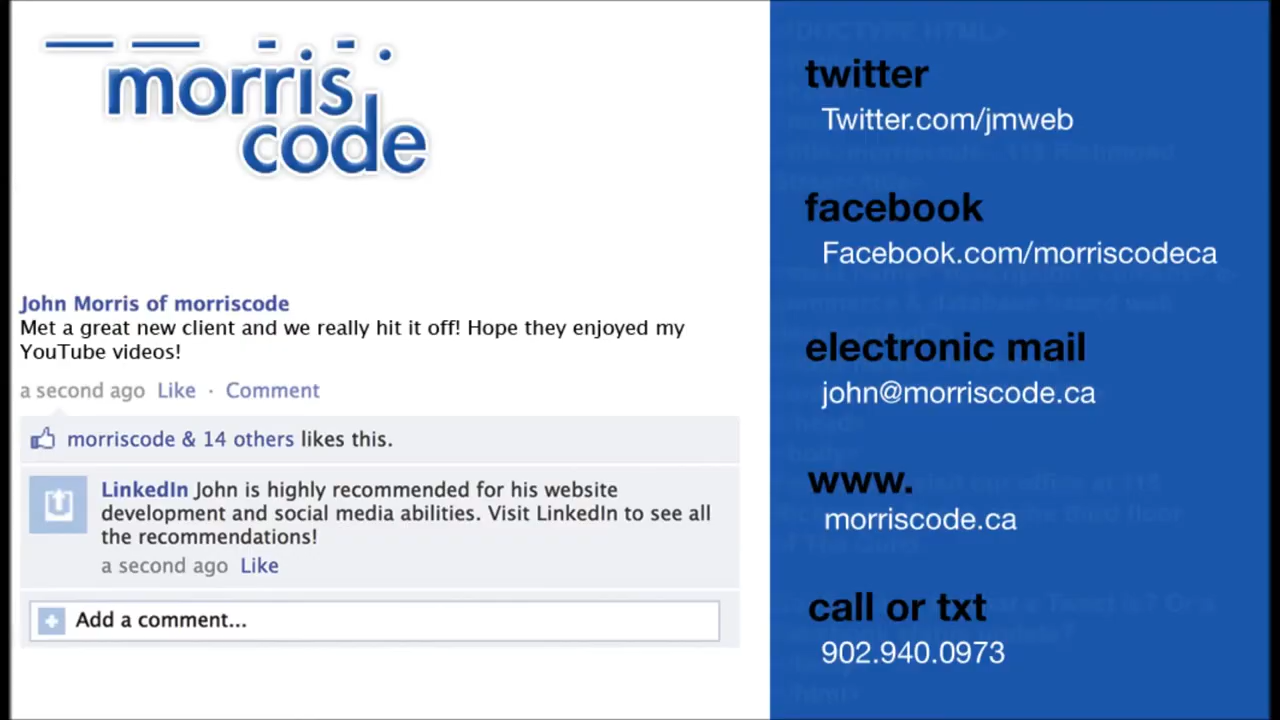 morris
code
John Morris of morriscode
Met a great new client and we really hit it off! Hope they enjoyed my
YouTube videos!
a second ago Like · Comment
morriscode & 14 others likes this.
LinkedIn John is highly recommended for his website
development and social media abilities. Visit LinkedIn to see all
the recommendations!
a second ago Like
Add a comment...
twitter
Twitter.com/jmweb
facebook
Facebook.com/morriscodeca
electronic mail
john@morriscode.ca
www.
morriscode.ca
call or txt
902.940.0973